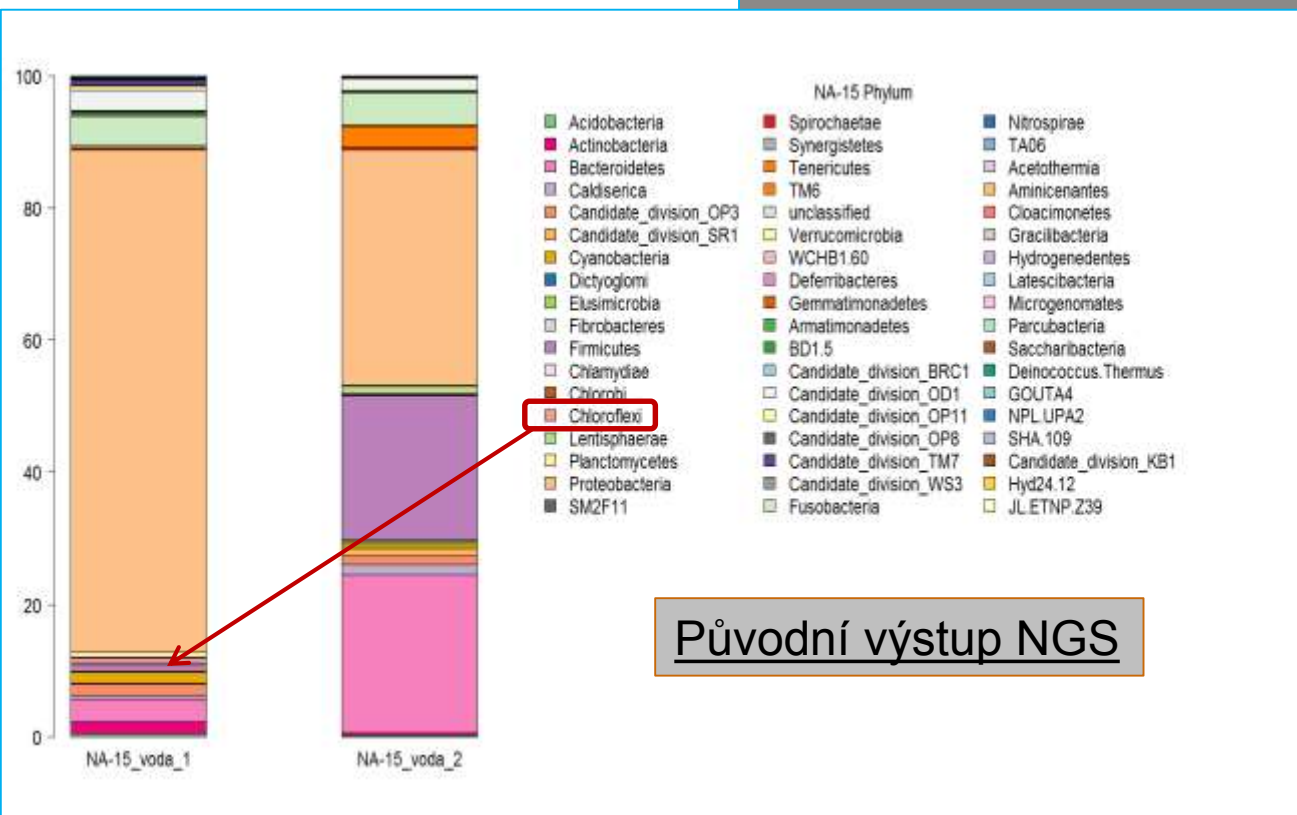 100
80
60
40
20
0
NA-15_voda_1
NA-15_voda_2
NA-15 Phylum
Acidobacteria
Actinobacteria
Bacteroidetes
Caldiserica
Candidate_division_OP3
Candidate_division_SR1
Cyanobacteria
Dictyoglomi
Elusimicrobia
Fibrobacteres
Firmicutes
Chlamydiae
Chlorobi
Chloroflexi
Lentisphaerae
Planctomycetes
Proteobacteria
SM2F11
Spirochaetae
Synergistetes
Tenericutes
TM6
unclassified
Verrucomicrobia
WCHB1.60
Deferribacteres
Gemmatimonadetes
Armatimonadetes
BD1.5
Candidate_division_BRC1
Candidate_division_OD1
Candidate_division_OP11
Candidate_division_OP8
Candidate_division_TM7
Candidate_division_WS3
Fusobacteria
Nitrospirae
TA06
Acetothermia
Aminicenantes
Cloacimonetes
Gracilibacteria
Hydrogenedentes
Latescibacteria
Microgenomates
Parcubacteria
Saccharibacteria
Deinococcus.Thermus
GOUTA4
NPL.UPA2
SHA.109
Candidate_division_KB1
Hyd24.12
JL.ETNP.Z39
Původní výstup NGS